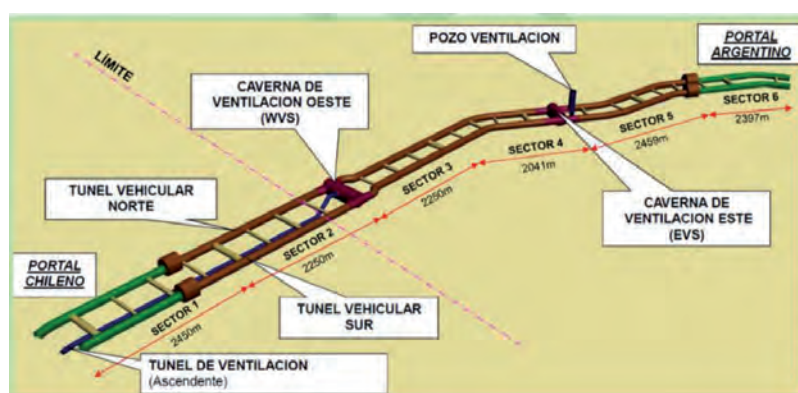 LÍMITE
CAVERNA DE
VENTILACION OESTE
(WVS)
POZO VENTILACION
PORTAL
ARGENTINO
SECTOR 6
2397m
SECTOR 5
2459m
SECTOR 4
2041m
SECTOR 3
2250m
TUNEL VEHICULAR
NORTE
CAVERNA DE
VENTILACION ESTE
(EVS)
SECTOR 2
2250m
PORTAL
CHILENO
SECTOR 1
2450m
TUNEL VEHICULAR
SUR
TUNEL DE VENTILACION
(Ascendente)